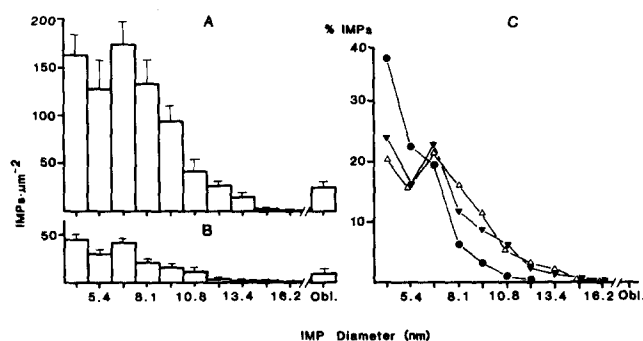 A
C
% IMPs
200
150
100
50
IMPs·µm⁻²
40
30
20
10
B
50
5.4 8.1 10.8 13.4 16.2 Obl.
5.4 8.1 10.8 13.4 16.2 Obl.
IMP Diameter (nm)